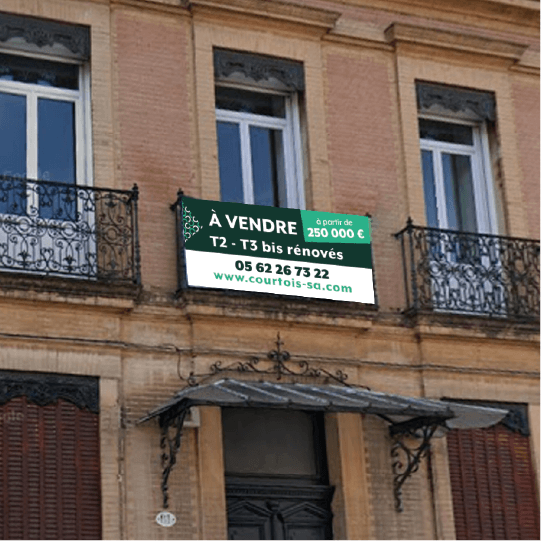 À VENDRE
à partir de
250 000 €
T2 - T3 bis rénovés
05 62 26 73 22
www.courtois-sa.com